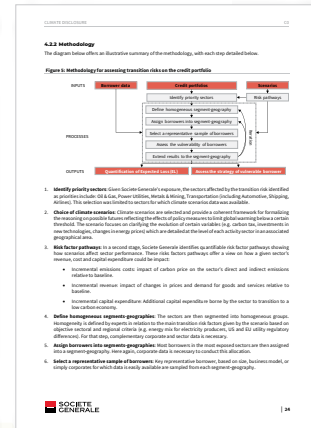 CLIMATE DISCLOSURE
4.2.2 Methodology
The diagram below offers an illustrative summary of the methodology, with each step detailed below.
Figure 5: Methodology for assessing transition risks on the credit portfolio
INPUTS
Borrower data
Credit portfolios
Scenarios
Identify priority sectors
Risk pathways
Define homogeneous segment-geography
Assign borrowers into segment-geography
PROCESSES
Select a representative sample of borrowers
Assess the vulnerability of borrowers
Extend results to the segment-geography
OUTPUTS
Quantification of Expected Loss (EL)
Assess the strategy of vulnerable borrower
1. Identify priority sectors: Given Societe Generale's exposure, the sectors affected by the transition risk identified
as priorities include: Oil & Gas, Power Utilities, Metals & Mining, Transportation (including Automotive, Shipping,
Airlines). This selection was limited to sectors for which climate scenarios data was available.
2. Choice of climate scenarios: Climate scenarios are selected and provide a coherent framework for formalizing
the reasoning on possible futures reflecting the effects of policy measures to limit global warming below a certain
threshold. The scenario focuses on clarifying the evolution of certain variables (e.g. carbon tax, investments in
new technologies, changes in energy prices) which are detailed at the level of each activity sector in an associated
geographical area.
3. Risk factor pathways: In a second stage, Societe Generale identifies quantifiable risk factor pathways showing
how scenarios affect sector performance. These risks factors pathways offer a view on how a given sector's
revenue, cost and capital expenditure could be impacted:
• Incremental emissions costs: impact of carbon price on the sector's direct and indirect emissions
relative to baseline.
• Incremental revenue: impact of changes in prices and demand for goods and services relative to
baseline.
• Incremental capital expenditure: Additional capital expenditure borne by the sector to transition to a
low carbon economy.
4. Define homogeneous segments-geographies: The sectors are then segmented into homogenous groups.
Homogeneity is defined by experts in relation to the main transition risk factors given by the scenario based on
objective sectoral and regional criteria (e.g. energy mix for electricity producers, US and EU utility regulatory
differences). For that step, complementary corporate and sector data is necessary.
5. Assign borrowers into segments-geographies: Most borrowers in the most exposed sectors are then assigned
into a segment-geography. Here again, corporate data is necessary to conduct this allocation.
6. Select a representative sample of borrowers: Key representative borrower, based on size, business model, or
simply corporates for which data is easily available are sampled from each segment-geography.
SOCIETE
GENERALE
| 24